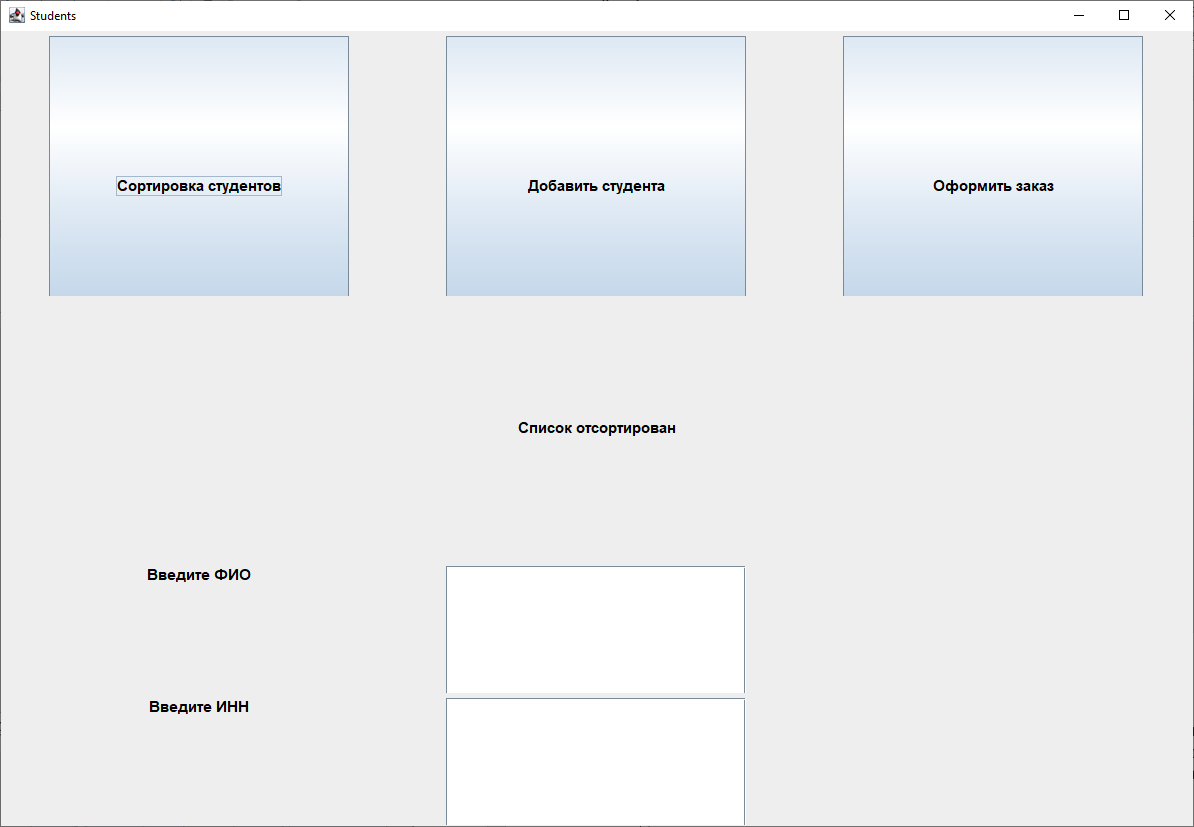 Students
Сортировка студентов
Добавить студента
Оформить заказ
Список отсортирован
Введите ФИО
Введите ИНН